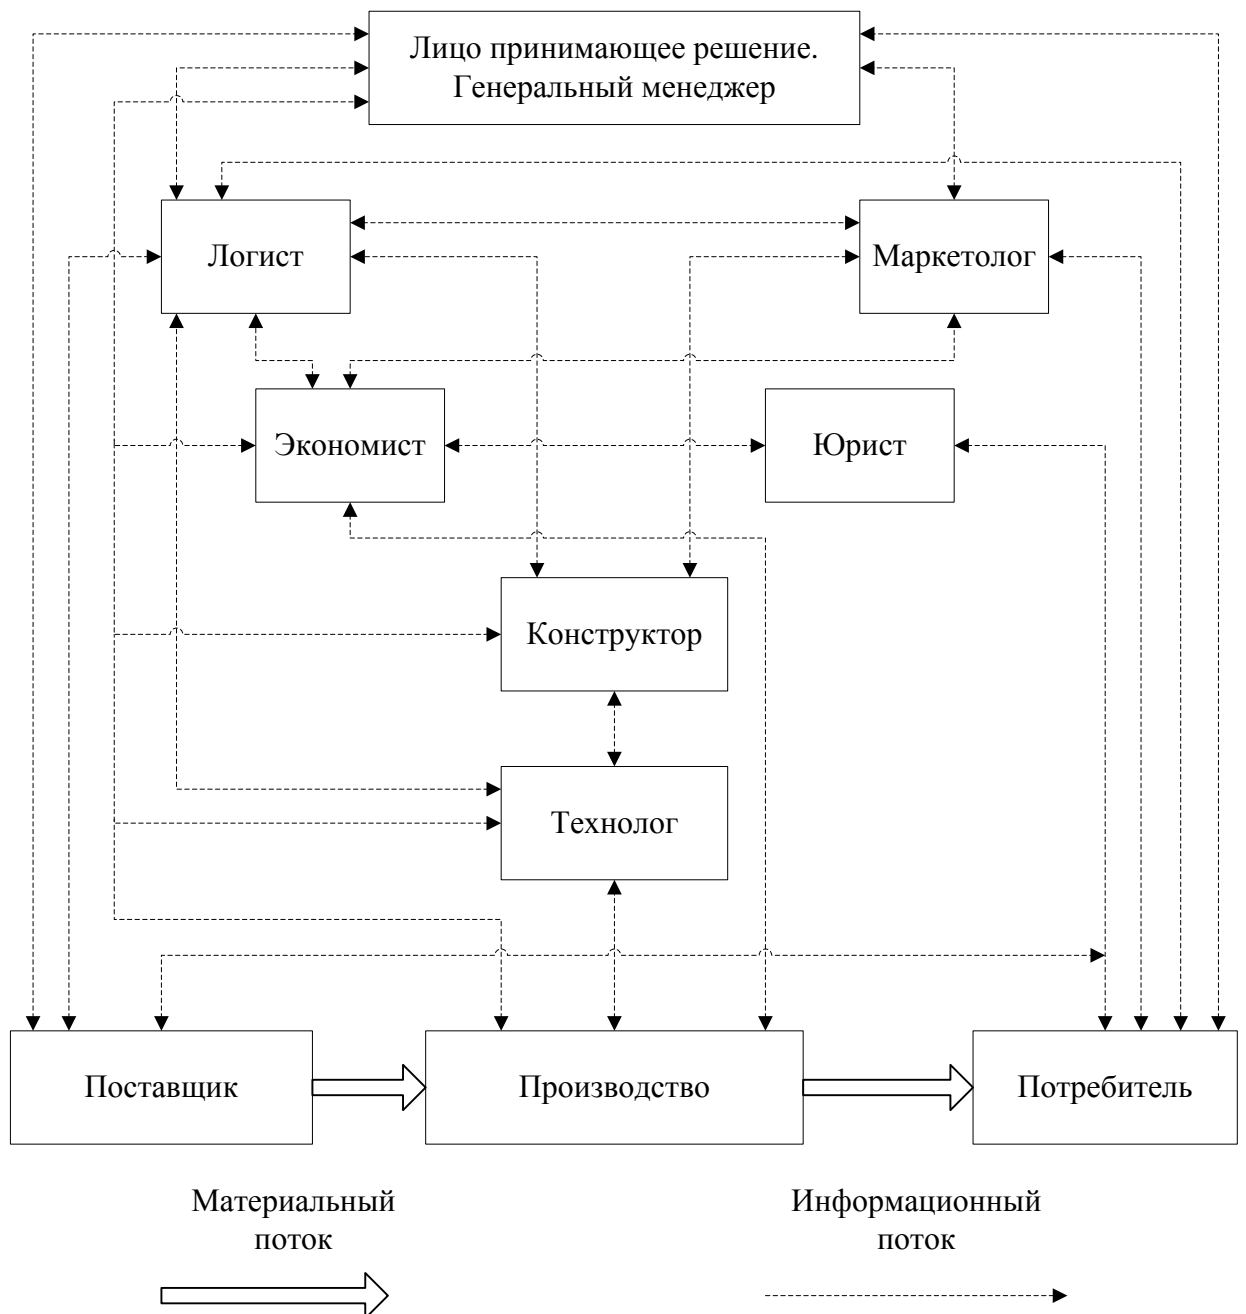 Лицо принимающее решение.
Генеральный менеджер
Логист
Маркетолог
Экономист
Юрист
Конструктор
Технолог
Поставщик
Производство
Потребитель
Материальный
поток
Информационный
поток